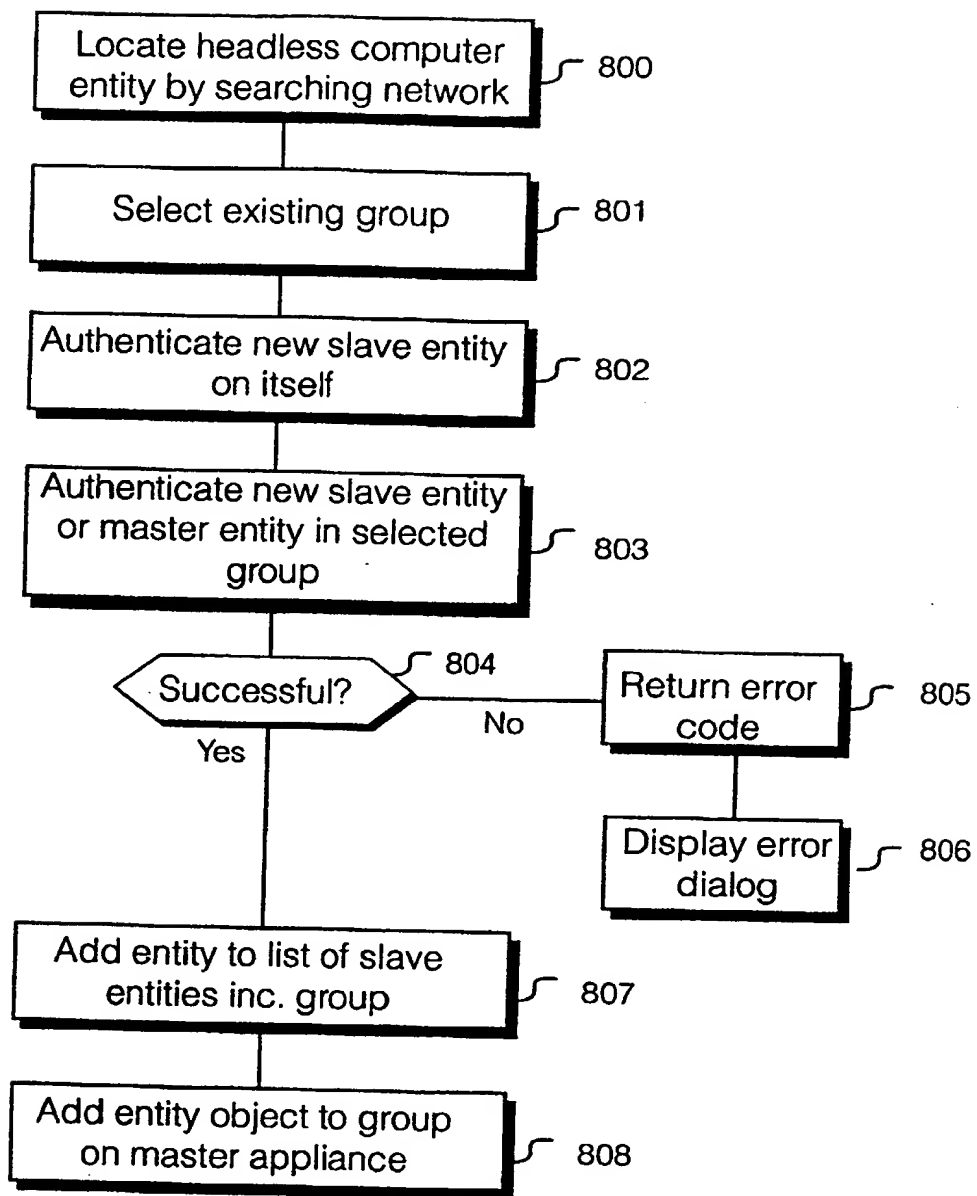 Locate headless computer
entity by searching network
800
Select existing group
801
Authenticate new slave entity
on itself
802
Authenticate new slave entity
or master entity in selected
group
803
Successful?
804
No
Yes
Return error
code
805
Display error
dialog
806
Add entity to list of slave
entities inc. group
807
Add entity object to group
on master appliance
808